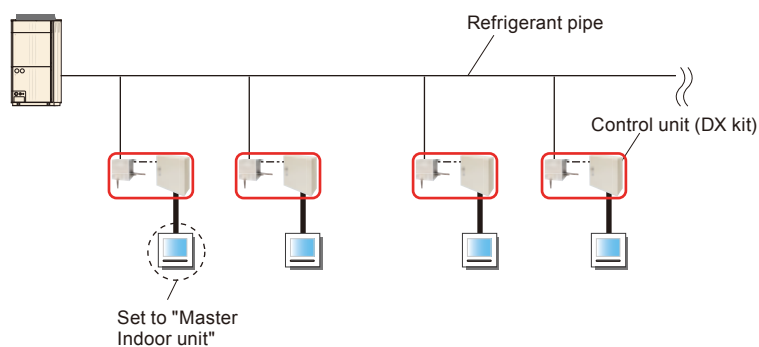 Refrigerant pipe
Control unit (DX kit)
Set to "Master
Indoor unit"